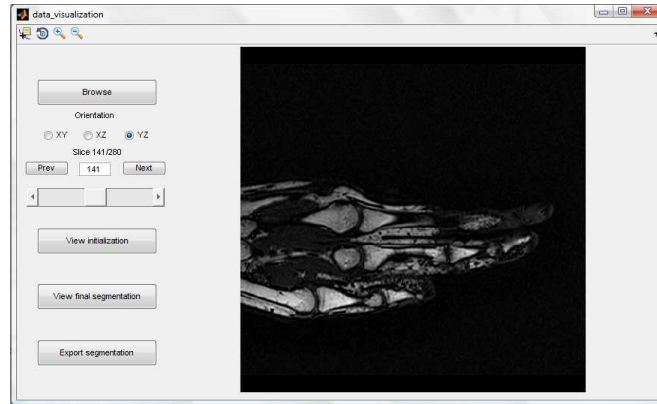 data_visualization
Browse
Orientation
XY XZ YZ
Slice 141/280
Prev 141 Next
View initialization
View final segmentation
Export segmentation